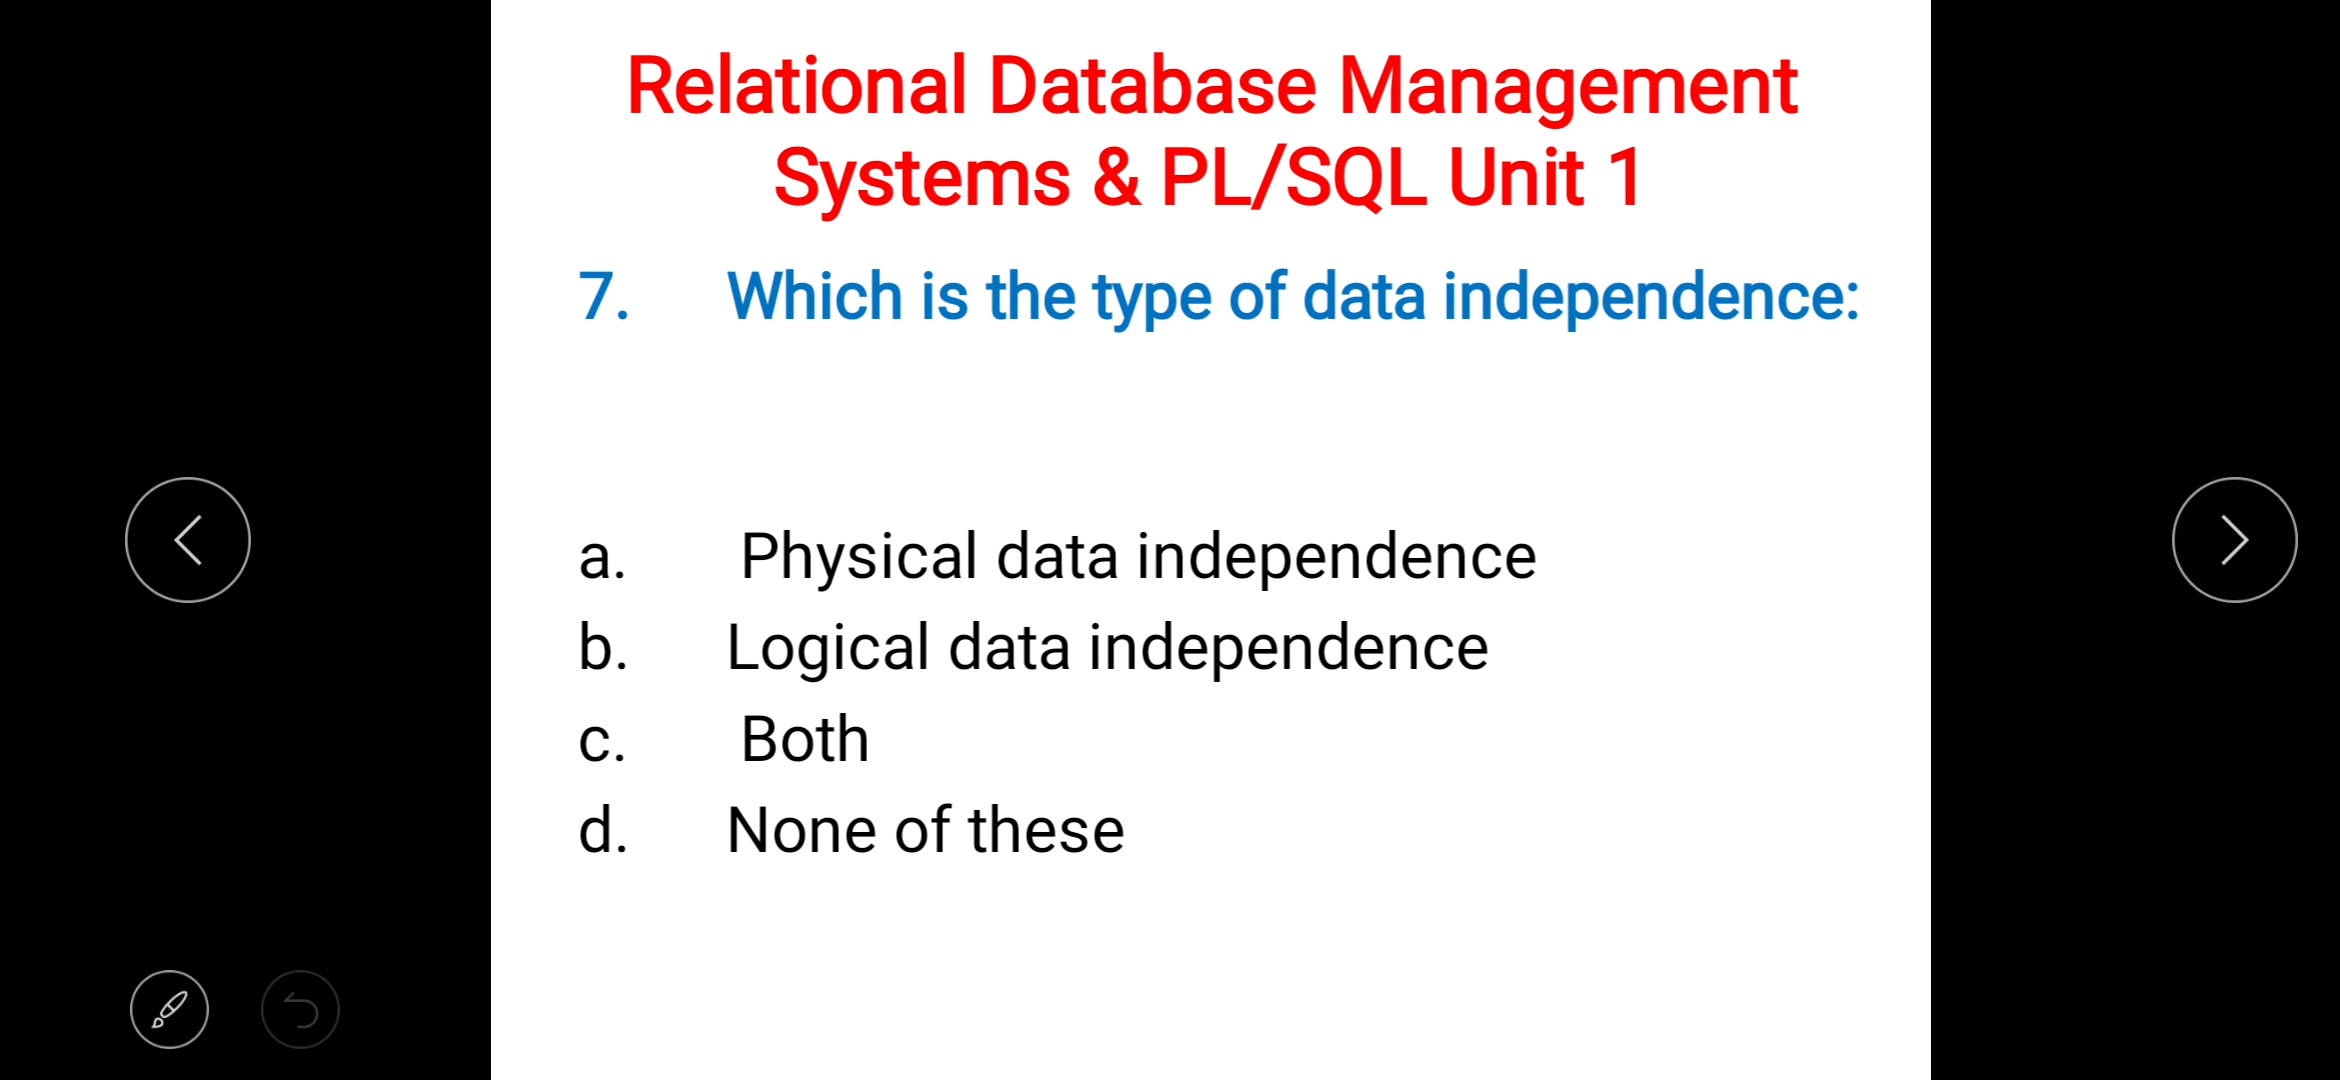 Relational Database Management
Systems & PL/SQL Unit 1
7. Which is the type of data independence:
a. Physical data independence
b. Logical data independence
c. Both
d. None of these